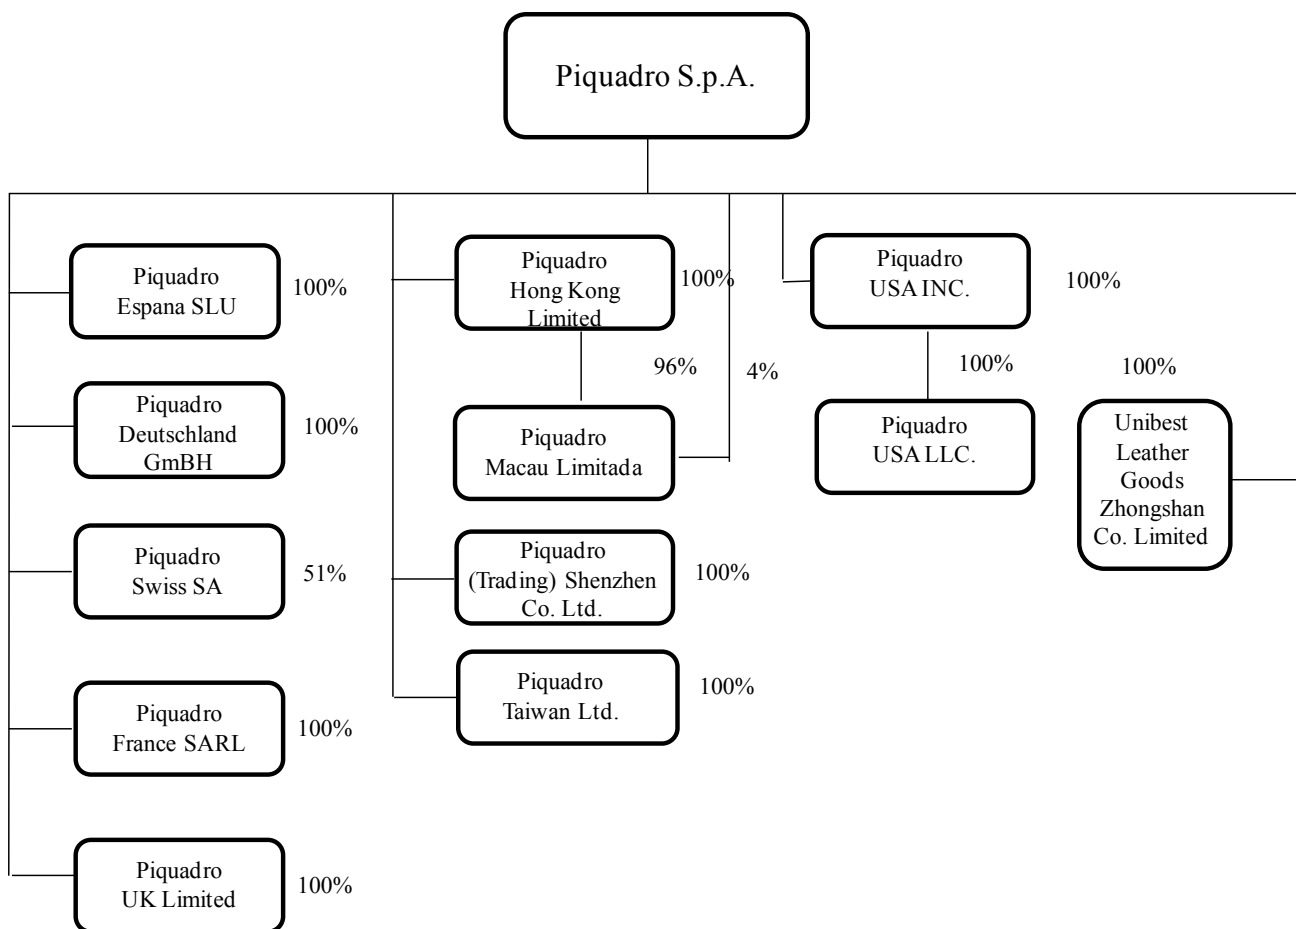 Piquadro S.p.A.
Piquadro
Espana SLU
100%
Piquadro
Deutschland
GmBH
100%
Piquadro
Swiss SA
51%
Piquadro
France SARL
100%
Piquadro
UK Limited
100%
Piquadro
Hong Kong
Limited
100%
96%
4%
Piquadro
Macau Limitada
Piquadro
(Trading) Shenzhen
Co. Ltd.
100%
Piquadro
Taiwan Ltd.
100%
Piquadro
USA INC.
100%
100%
Piquadro
USA LLC.
100%
Unibest
Leather
Goods
Zhongshan
Co. Limited